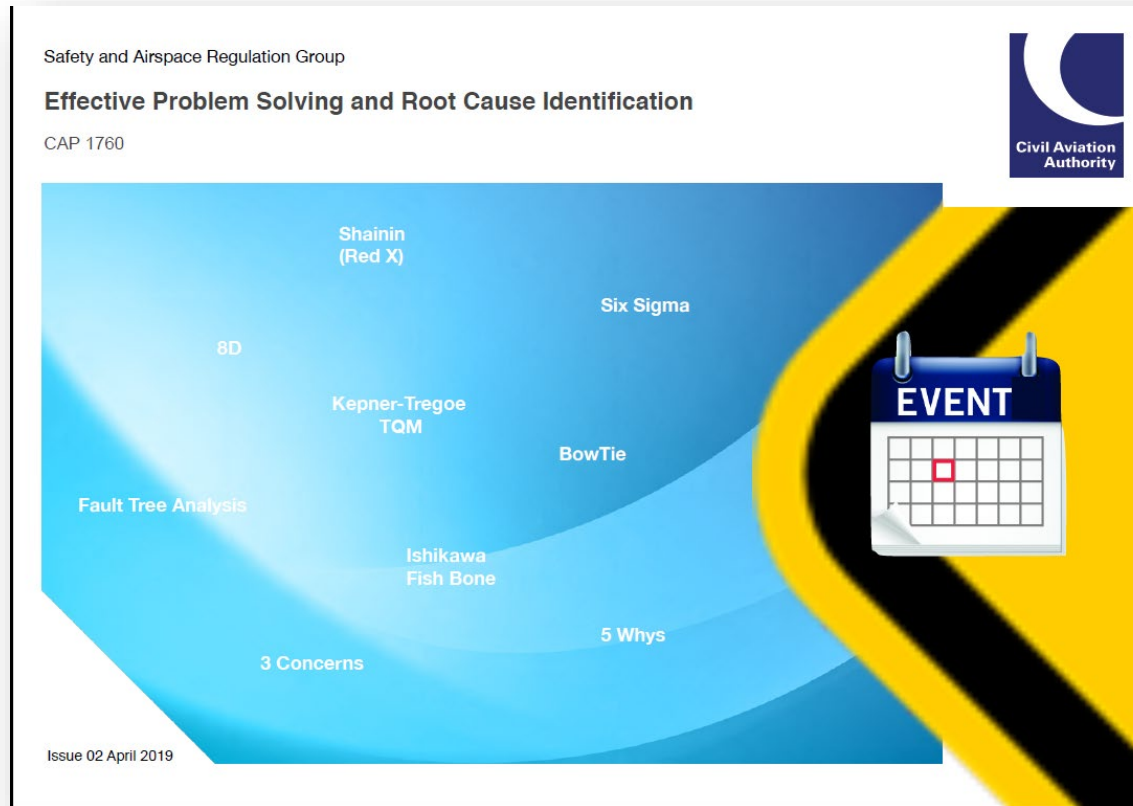 Safety and Airspace Regulation Group
Effective Problem Solving and Root Cause Identification
CAP 1760
Civil Aviation
Authority
Shainin
(Red X)
Six Sigma
8D
Kepner-Tregoe
TQM
EVENT
BowTie
Fault Tree Analysis
Ishikawa
Fish Bone
5 Whys
3 Concerns
Issue 02 April 2019